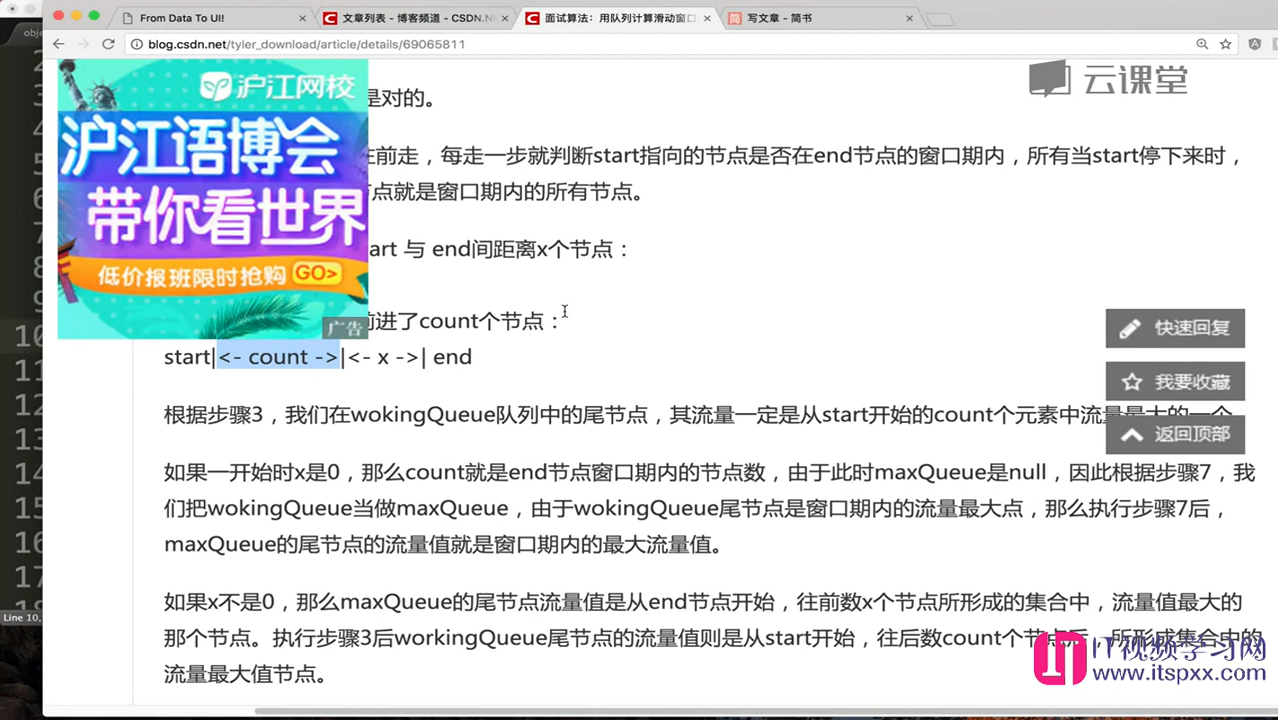 From Data To UI!
文章列表 - 博客频道 - CSDN.NE
面试算法：用队列计算滑动窗口
写文章 - 简书
obje
blog.csdn.net/tyler_download/article/details/69065811
沪江网校
沪江语博会
带你看世界
低价报班限时抢购 GO>
广告
云课堂
是对的。
在前走，每走一步就判断start指向的节点是否在end节点的窗口期内，所有当start停下来时，
节点就是窗口期内的所有节点。
art 与 end间距离x个节点：
前进了count个节点：
start|<- count ->|<- x ->| end
快速回复
我要收藏
返回顶部
根据步骤3，我们在wokingQueue队列中的尾节点，其流量一定是从start开始的count个元素中流量最大的一个
如果一开始时x是0，那么count就是end节点窗口期内的节点数，由于此时maxQueue是null，因此根据步骤7，我
们把wokingQueue当做maxQueue，由于wokingQueue尾节点是窗口期内的流量最大点，那么执行步骤7后，
maxQueue的尾节点的流量值就是窗口期内的最大流量值。
如果x不是0，那么maxQueue的尾节点流量值是从end节点开始，往前数x个节点所形成的集合中，流量值最大的
那个节点。执行步骤3后workingQueue尾节点的流量值则是从start开始，往后数count个节点后，所形成集合中的
流量最大值节点。
Line 10,
IT视频学习网
www.itspxx.com